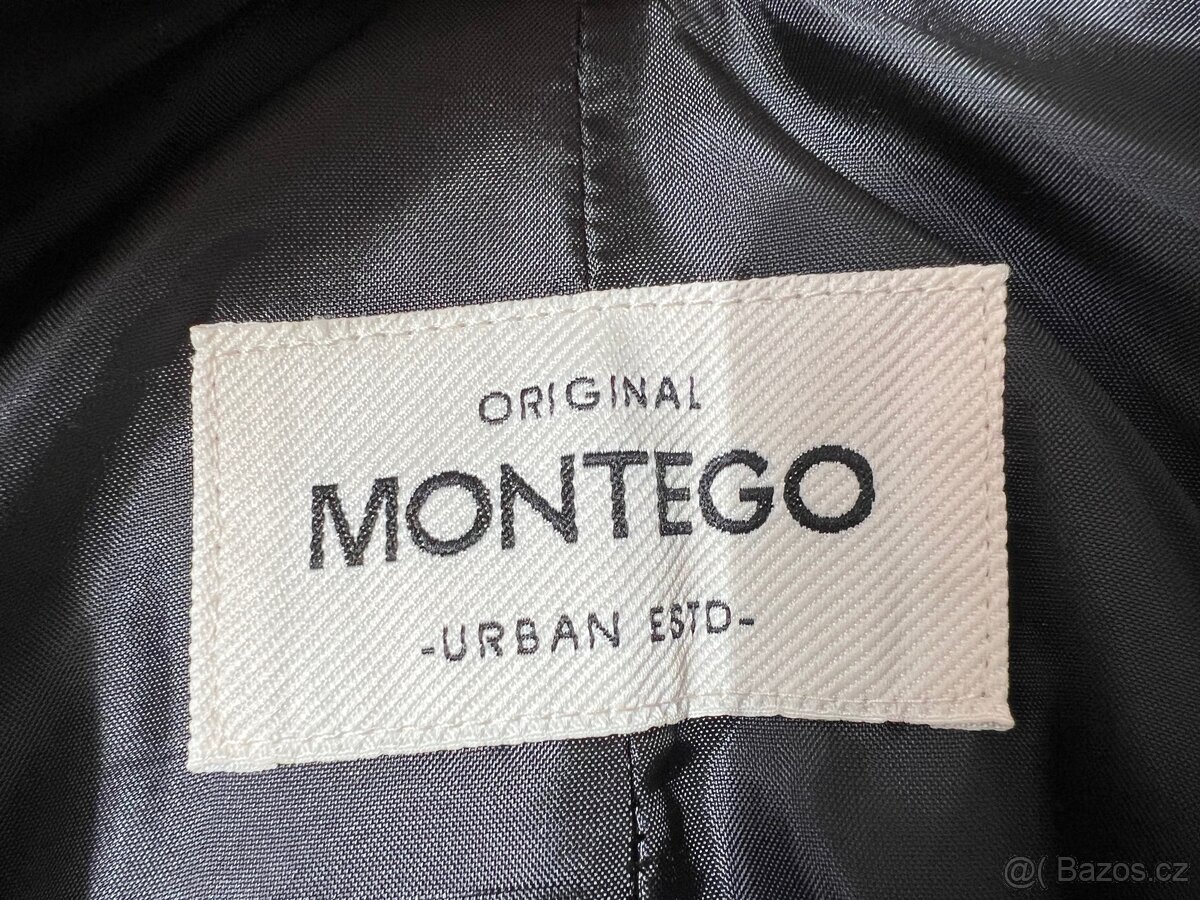 ORIGINAL
MONTEGO
-URBAN ESTD-
@( Bazos.cz